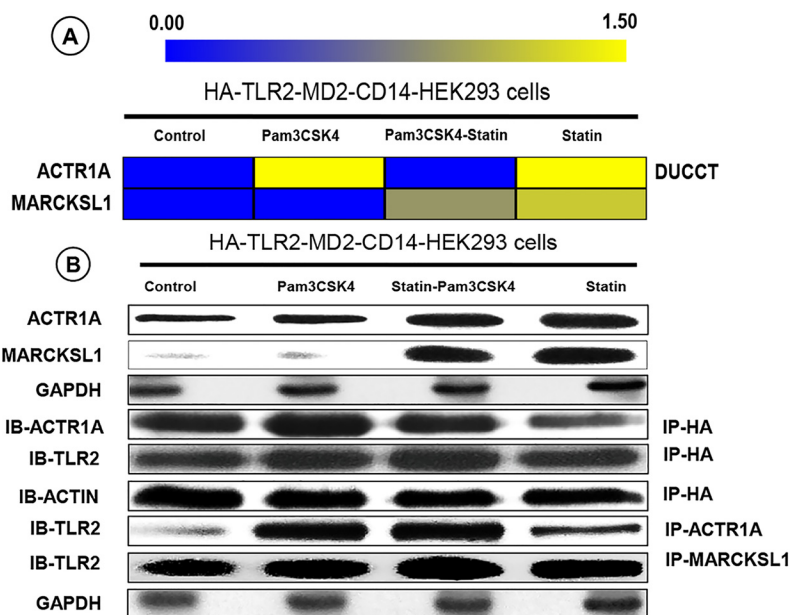 A
0.00 1.50
HA-TLR2-MD2-CD14-HEK293 cells
Control Pam3CSK4 Pam3CSK4-Statin Statin
ACTR1A DUCCT
MARCKSL1
B
HA-TLR2-MD2-CD14-HEK293 cells
Control Pam3CSK4 Statin-Pam3CSK4 Statin
ACTR1A
MARCKSL1
GAPDH
IB-ACTR1A IP-HA
IB-TLR2 IP-HA
IB-ACTIN IP-HA
IB-TLR2 IP-ACTR1A
IB-TLR2 IP-MARCKSL1
GAPDH